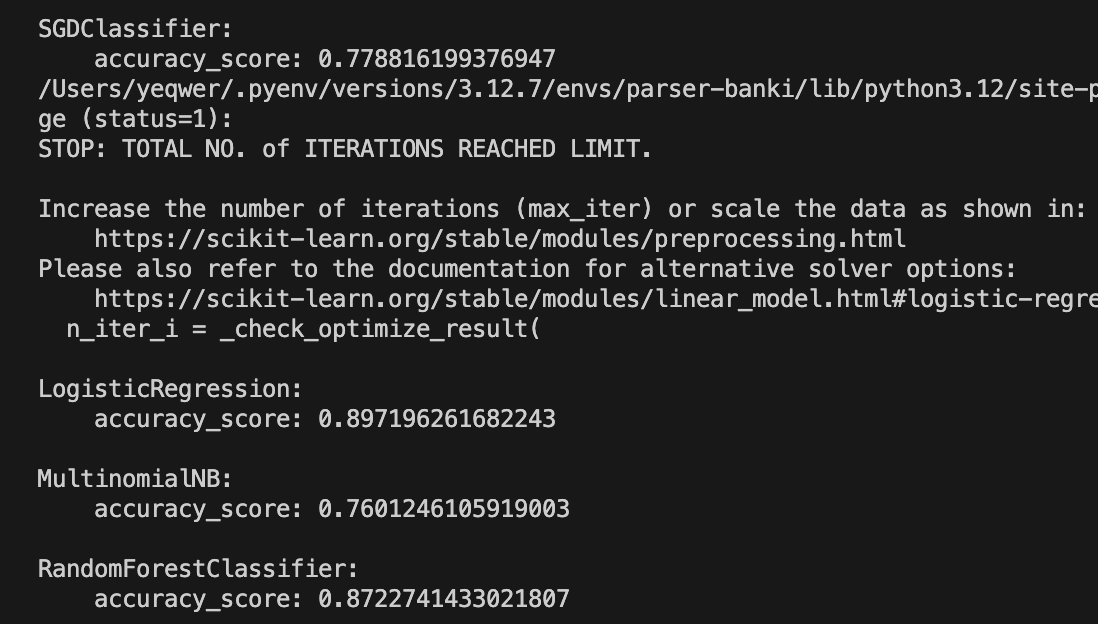 SGDClassifier:
accuracy_score: 0.778816199376947
/Users/yeqwer/.pyenv/versions/3.12.7/envs/parser-banki/lib/python3.12/site-p
ge (status=1):
STOP: TOTAL NO. of ITERATIONS REACHED LIMIT.
Increase the number of iterations (max_iter) or scale the data as shown in:
https://scikit-learn.org/stable/modules/preprocessing.html
Please also refer to the documentation for alternative solver options:
https://scikit-learn.org/stable/modules/linear_model.html#logistic-regre
n_iter_i = _check_optimize_result(
LogisticRegression:
accuracy_score: 0.897196261682243
MultinomialNB:
accuracy_score: 0.7601246105919003
RandomForestClassifier:
accuracy_score: 0.8722741433021807